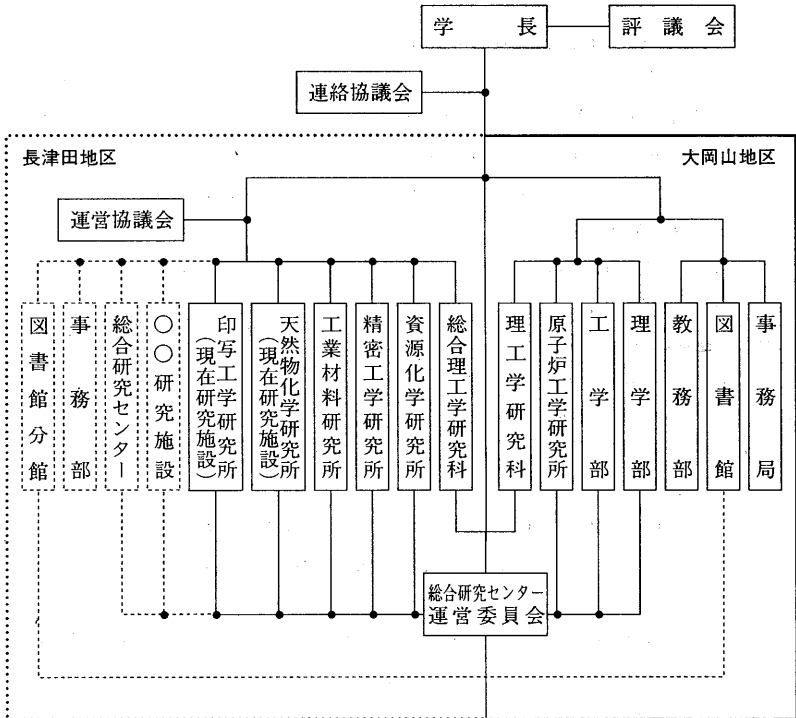 学長
評議会
連絡協議会
長津田地区
大岡山地区
運営協議会
図書館分館
事務部
総合研究センター
〇〇研究施設
印写工学研究所
（現在研究施設）
天然物化学研究所
（現在研究施設）
工業材料研究所
精密工学研究所
資源化学研究所
総合理工学研究科
理工学研究科
原子炉工学研究所
工学部
理学部
教務部
図書館
事務局
総合研究センター
運営委員会